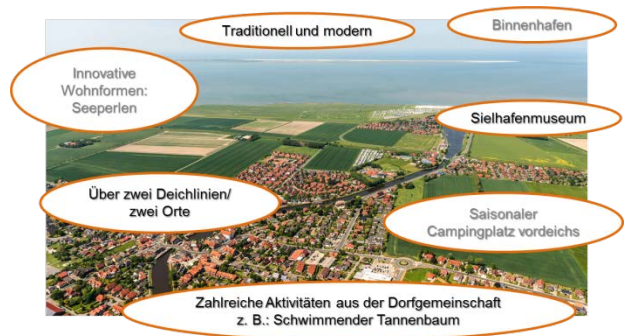 Traditionell und modern
Binnenhafen
Innovative
Wohnformen:
Seeperlen
Sielhafenmuseum
Über zwei Deichlinien/
zwei Orte
Saisonaler
Campingplatz vordeichs
Zahlreiche Aktivitäten aus der Dorfgemeinschaft
z. B.: Schwimmender Tannenbaum